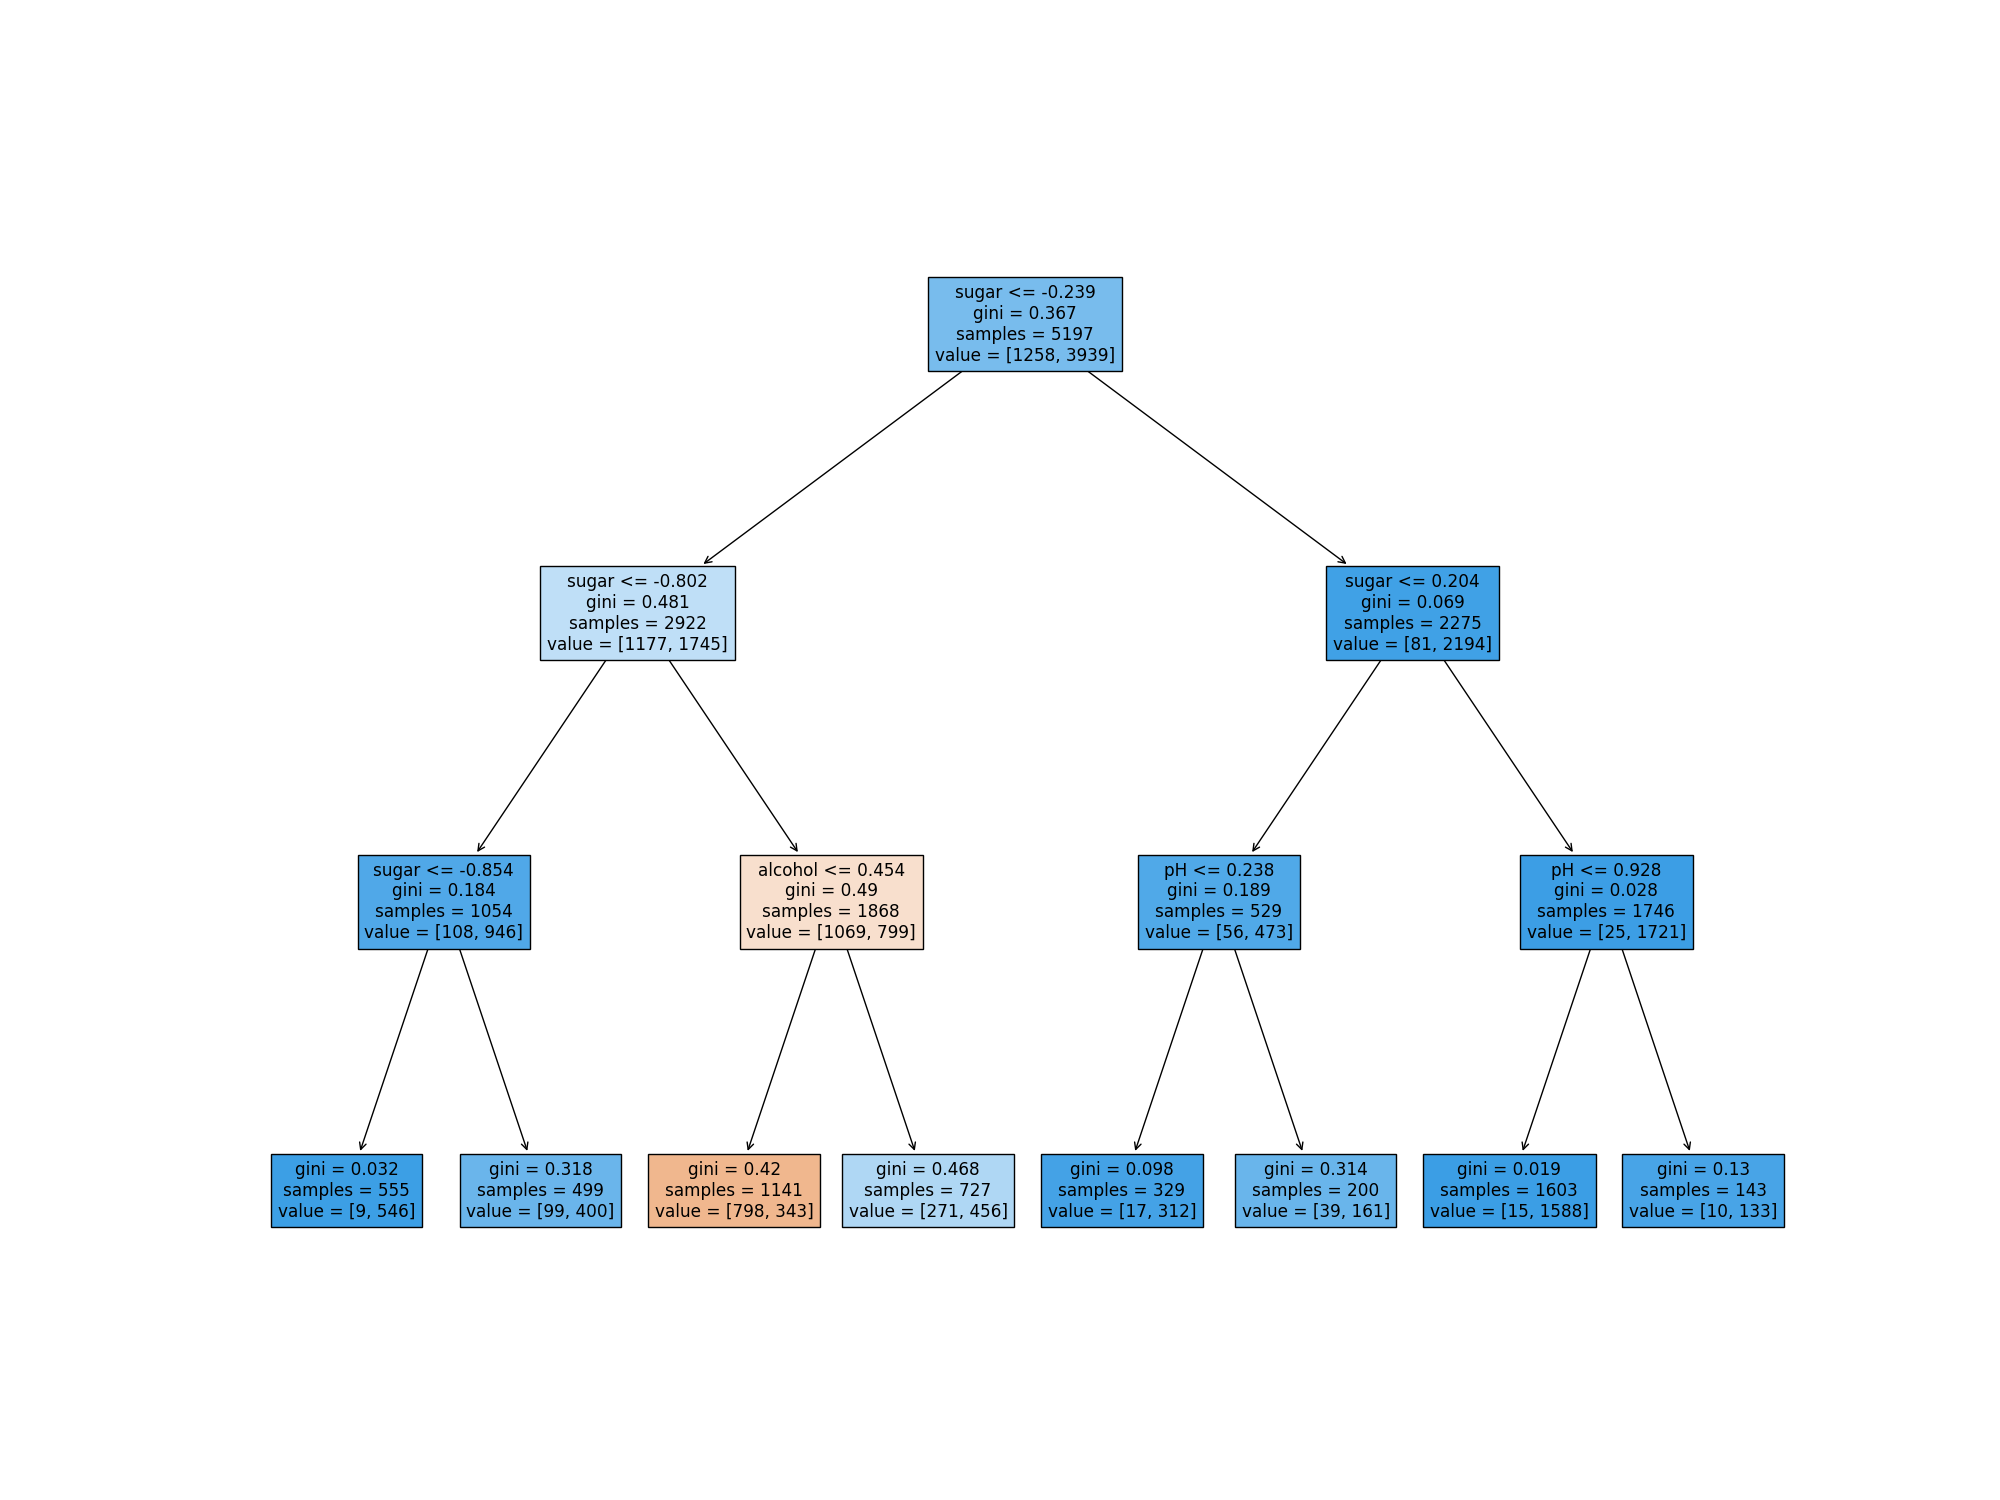 sugar <= -0.239
gini = 0.367
samples = 5197
value = [1258, 3939]
sugar <= -0.802
gini = 0.481
samples = 2922
value = [1177, 1745]
sugar <= 0.204
gini = 0.069
samples = 2275
value = [81, 2194]
sugar <= -0.854
gini = 0.184
samples = 1054
value = [108, 946]
alcohol <= 0.454
gini = 0.49
samples = 1868
value = [1069, 799]
pH <= 0.238
gini = 0.189
samples = 529
value = [56, 473]
pH <= 0.928
gini = 0.028
samples = 1746
value = [25, 1721]
gini = 0.032
samples = 555
value = [9, 546]
gini = 0.318
samples = 499
value = [99, 400]
gini = 0.42
samples = 1141
value = [798, 343]
gini = 0.468
samples = 727
value = [271, 456]
gini = 0.098
samples = 329
value = [17, 312]
gini = 0.314
samples = 200
value = [39, 161]
gini = 0.019
samples = 1603
value = [15, 1588]
gini = 0.13
samples = 143
value = [10, 133]